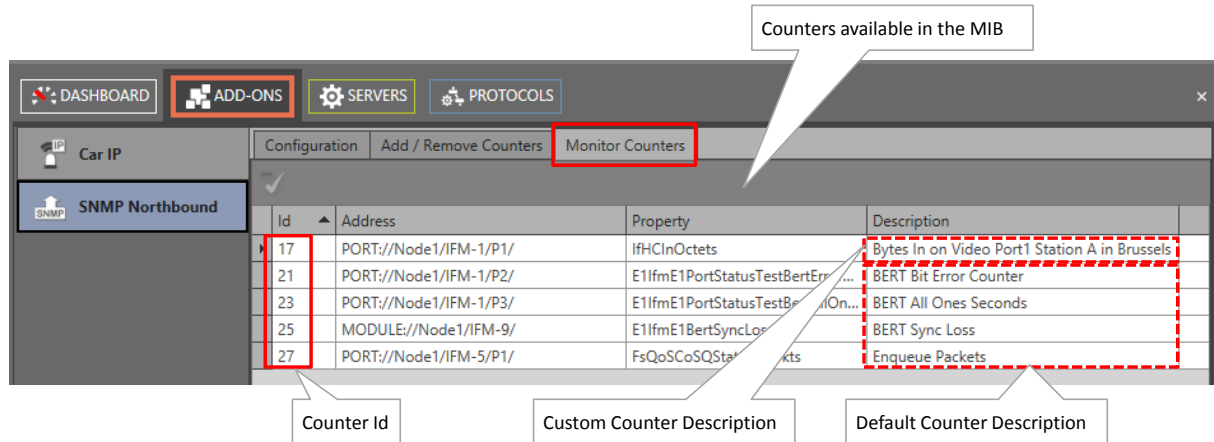 Counters available in the MIB
DASHBOARD ADD-ONS SERVERS PROTOCOLS ×
IP Car IP
SNMP SNMP Northbound
Configuration Add / Remove Counters Monitor Counters
Id Address Property Description
17 PORT://Node1/IFM-1/P1/ IfHCInOctets Bytes In on Video Port1 Station A in Brussels
21 PORT://Node1/IFM-1/P2/ BERT Bit Error Counter
23 PORT://Node1/IFM-1/P3/ BERT All Ones Seconds
25 MODULE://Node1/IFM-9/ BERT Sync Loss
27 PORT://Node1/IFM-5/P1/ Enqueue Packets
Counter Id Custom Counter Description Default Counter Description